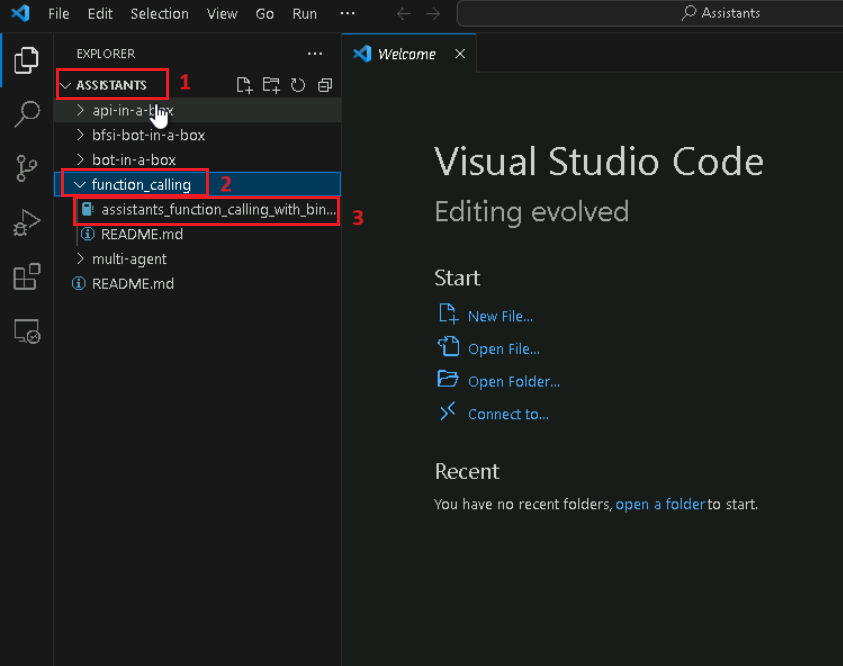 File Edit Selection View Go Run ... Assistants
EXPLORER ...
Welcome
ASSISTANTS 1
api-in-a-box
bfsi-bot-in-a-box
bot-in-a-box
function_calling 2
assistants_function_calling_with_bin... 3
README.md
multi-agent
README.md
Visual Studio Code
Editing evolved
Start
New File...
Open File...
Open Folder...
Connect to...
Recent
You have no recent folders, open a folder to start.